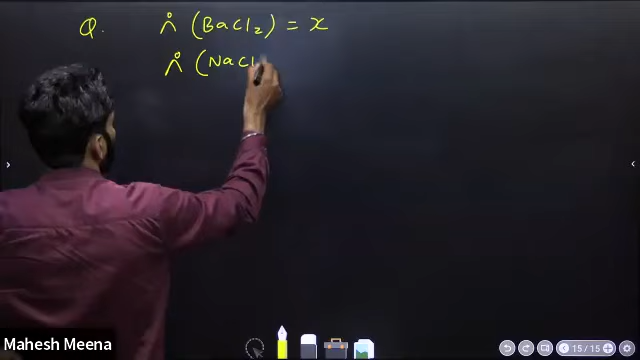 Q. λ° (BaCl₂) = x
λ° (NaCl
Mahesh Meena
15 / 15